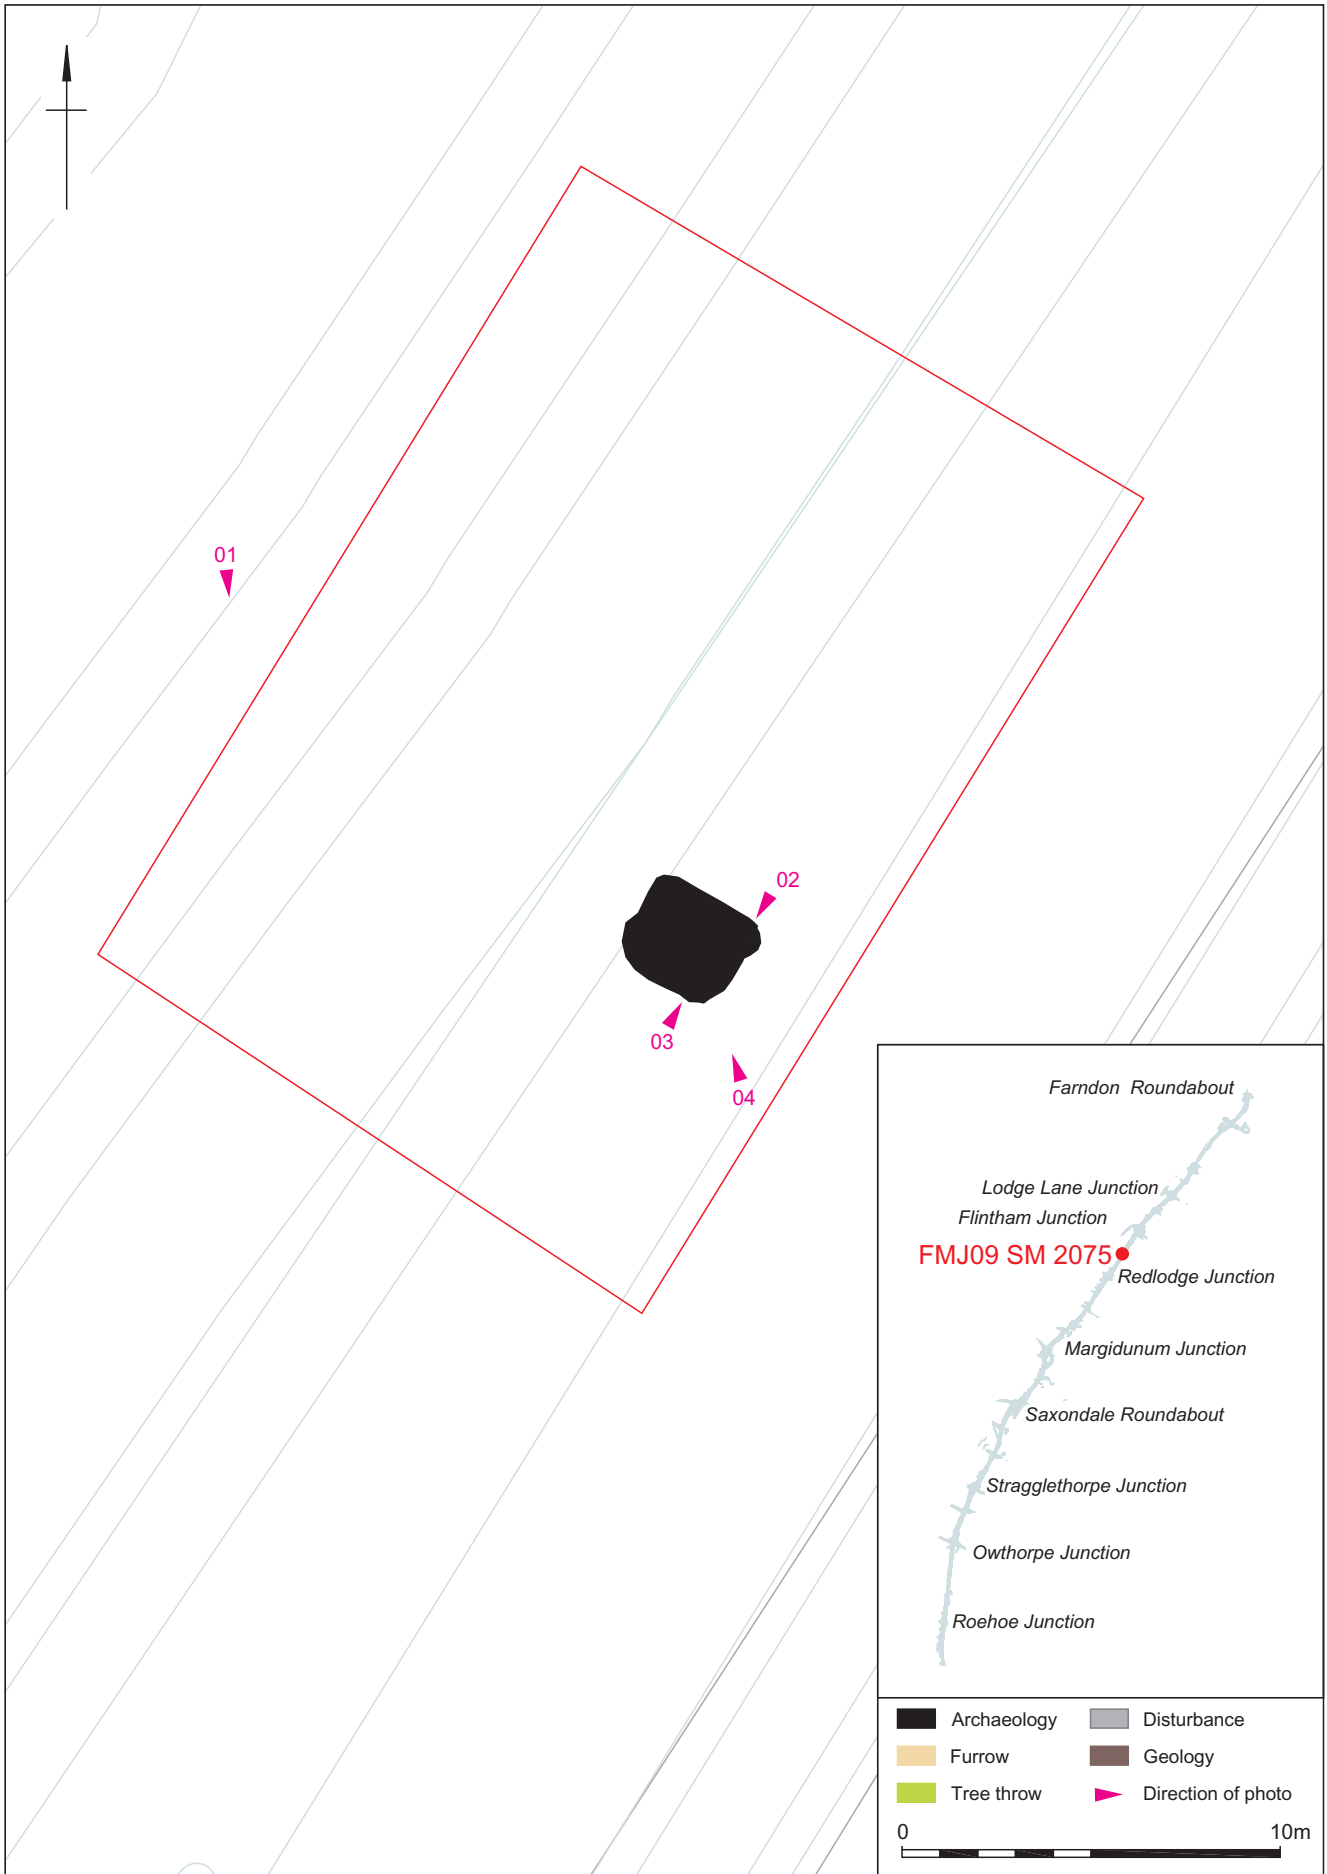 01
02
03
04
Farndon Roundabout
Lodge Lane Junction
Flintham Junction
FMJ09 SM 2075
Redlodge Junction
Margidunum Junction
Saxondale Roundabout
Stragglethorpe Junction
Owthorpe Junction
Roehoe Junction
Archaeology
Disturbance
Furrow
Geology
Tree throw
Direction of photo
0 10m